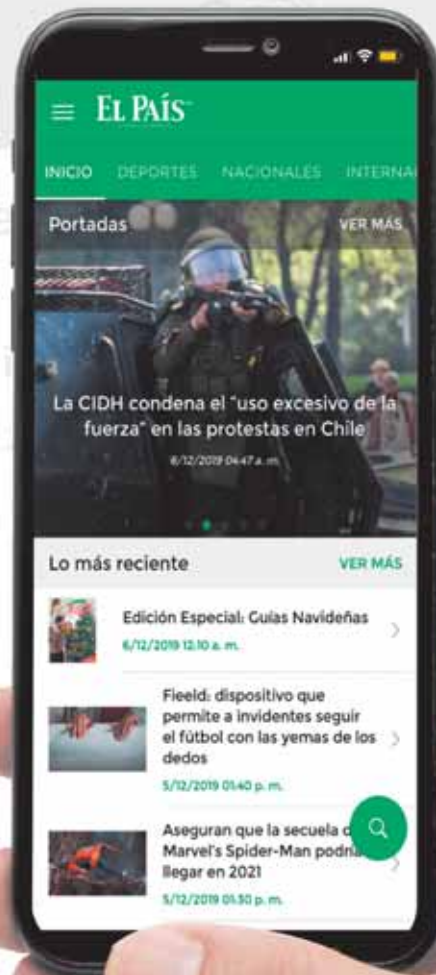 EL PAÍS
INICIO DEPORTES NACIONALES INTERNA
Portadas VER MÁS
La CIDH condena el "uso excesivo de la
fuerza" en las protestas en Chile
6/12/2019 04:47 a. m.
Lo más reciente VER MÁS
Edición Especial: Guías Navideñas
6/12/2019 12:10 a. m.
Fieeld: dispositivo que
permite a invidentes seguir
el fútbol con las yemas de los
dedos
5/12/2019 01:40 p. m.
Aseguran que la secuela
Marvel's Spider-Man podría
llegar en 2021
5/12/2019 01:30 p. m.